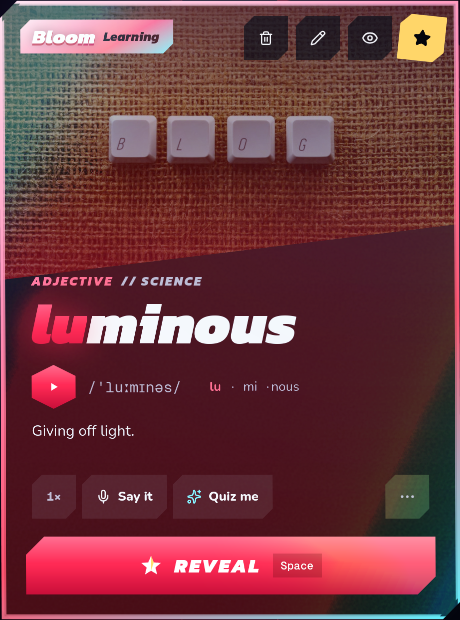 Bloom Learning
B L O G
ADJECTIVE // SCIENCE
luminous
/ˈluːmɪnəs/ lu · mi · nous
Giving off light.
1× Say it Quiz me ...
REVEAL Space